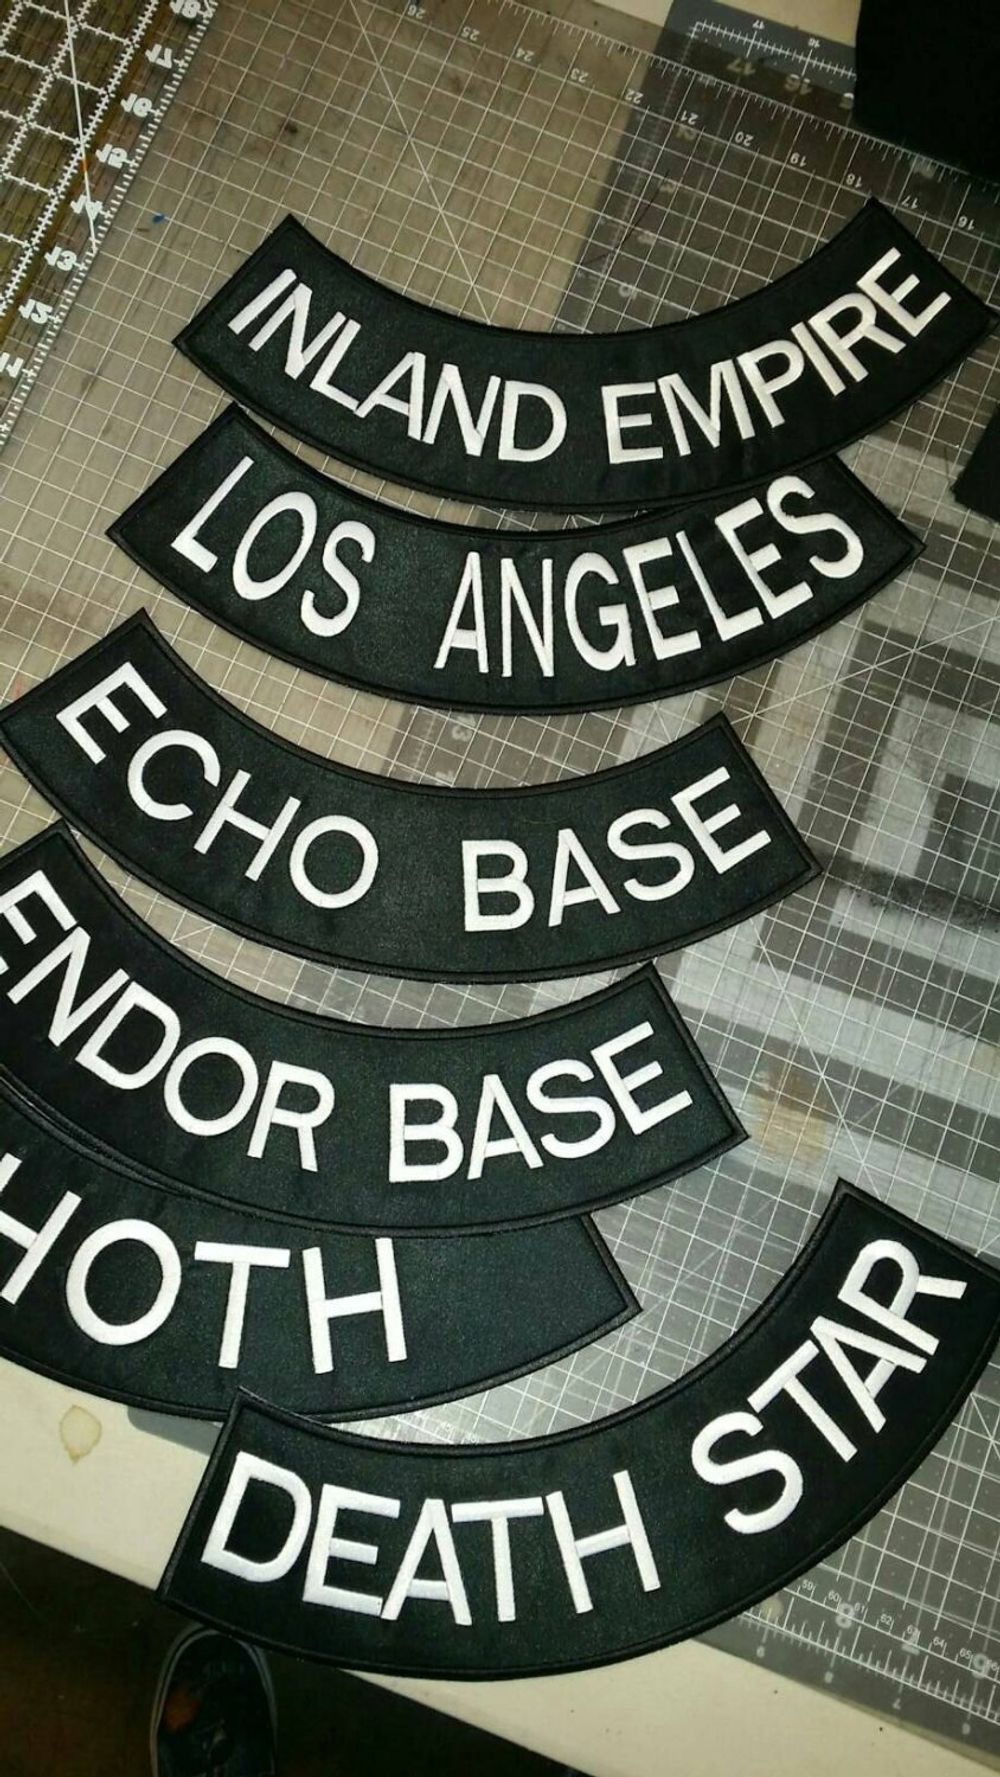 INLAND EMPIRE
LOS ANGELES
ECHO BASE
ENDOR BASE
HOTH
DEATH STAR